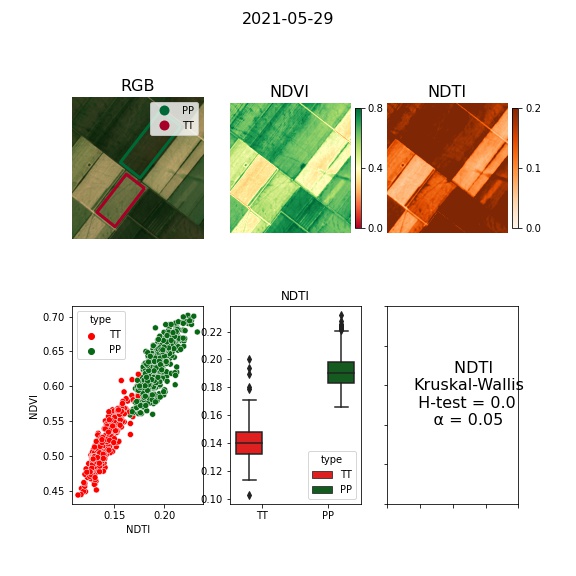 2021-05-29
RGB
NDVI
NDTI
PP
TT
0.8
0.4
0.0
0.2
0.1
0.0
NDTI
type
TT
PP
0.70
0.65
0.60
0.55
0.50
0.45
NDVI
0.15
0.20
NDTI
0.22
0.20
0.18
0.16
0.14
0.12
0.10
type
TT
PP
TT
PP
NDTI
Kruskal-Wallis
H-test = 0.0
α = 0.05